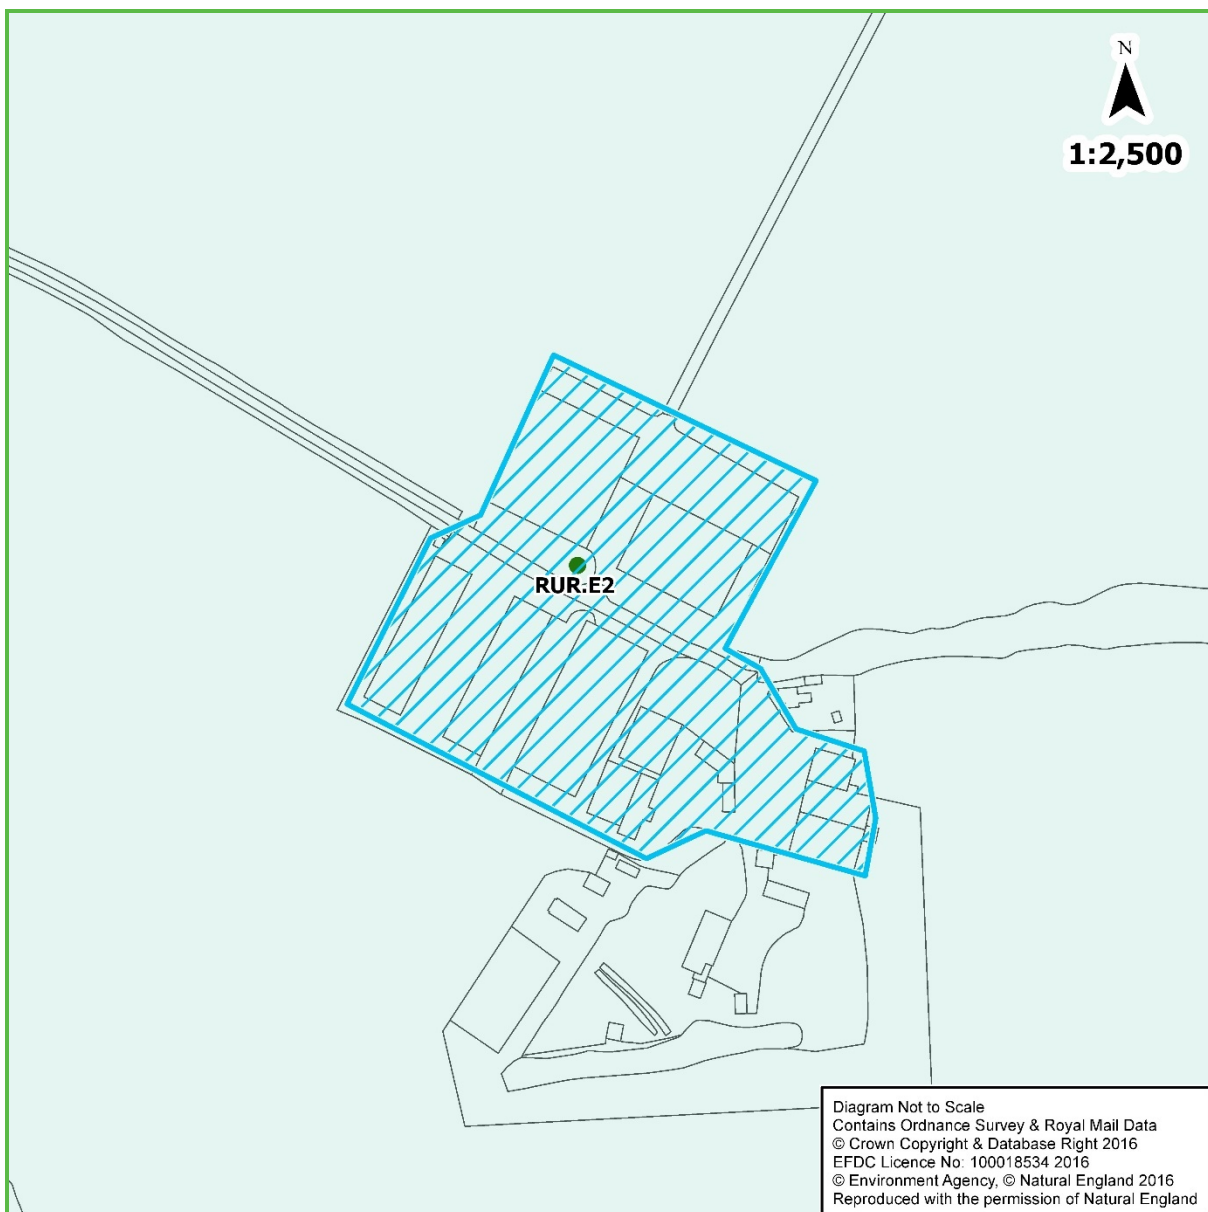 N
1:2,500
RUR.E2
Diagram Not to Scale
Contains Ordnance Survey & Royal Mail Data
© Crown Copyright & Database Right 2016
EFDC Licence No: 100018534 2016
© Environment Agency, © Natural England 2016
Reproduced with the permission of Natural England